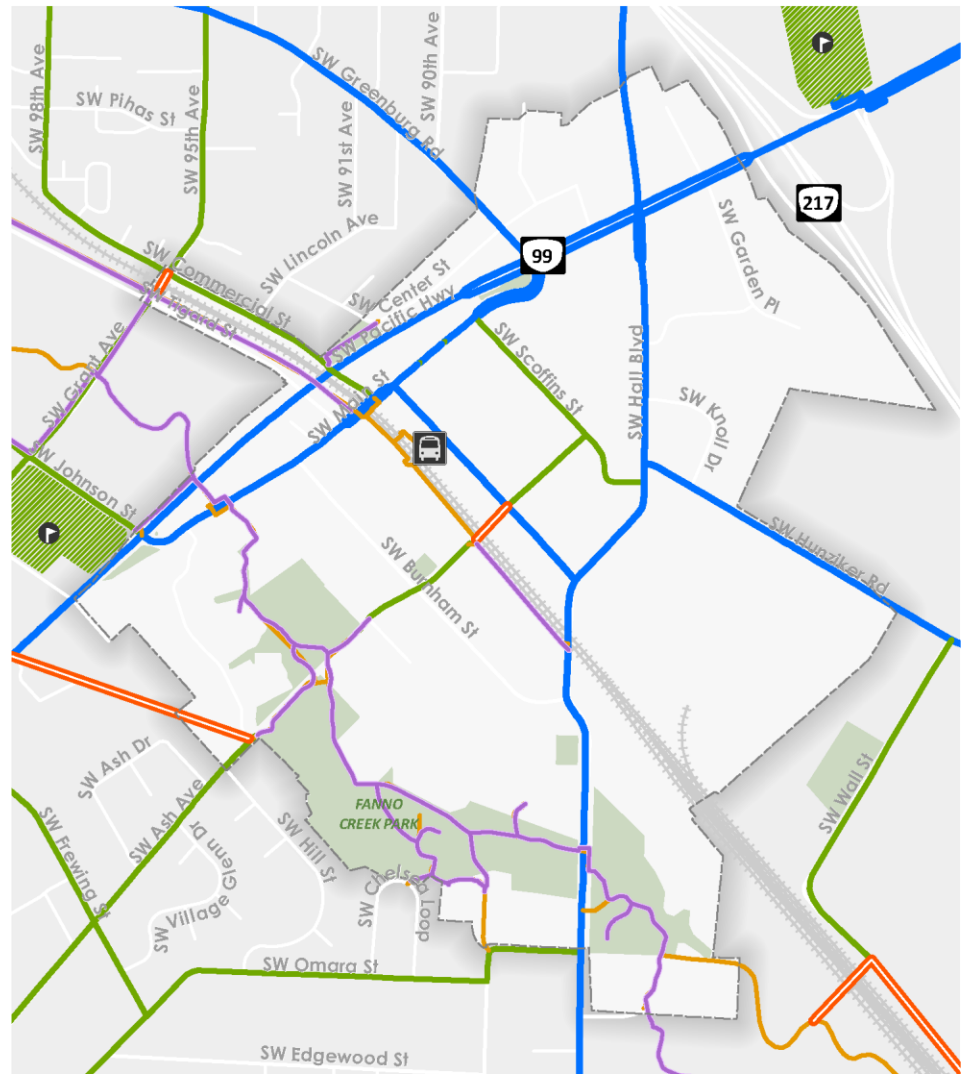 SW 98th Ave
SW Pihas St
SW 95th Ave
SW 91st Ave
SW 90th Ave
SW Greenburg Rd
SW Lincoln Ave
SW Commercial St
SW Tigard St
SW Center St
SW Pacific Hwy
99
217
SW Garden Pl
SW Grant Ave
SW Main St
SW Scoffins St
SW Hall Blvd
SW Knoll Dr
SW Johnson St
SW Burnham St
SW Hunziker Rd
SW Ash Dr
SW Ash Ave
SW Wall St
FANNO
CREEK PARK
SW Frewing St
SW Village Glenn Dr
SW Hill St
SW Chelsea
Loop
SW Omara St
SW Edgewood St